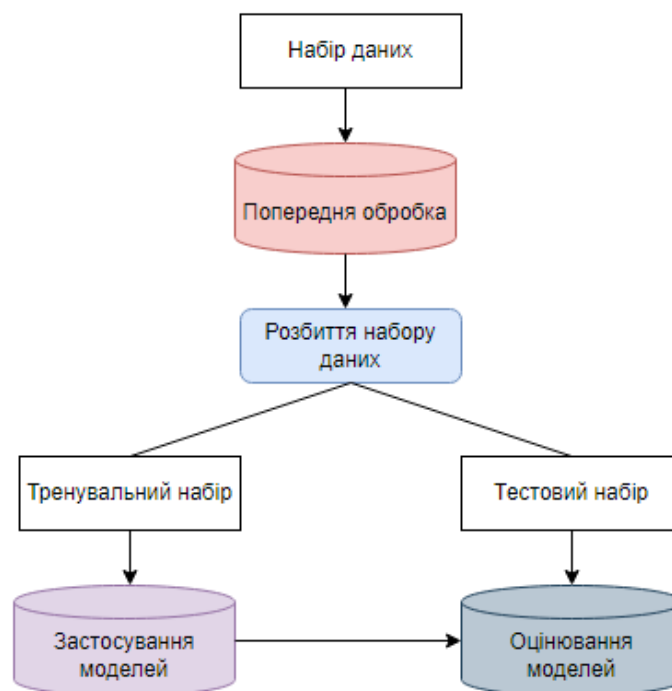 Набір даних
Попередня обробка
Розбиття набору
даних
Тренувальний набір
Тестовий набір
Застосування
моделей
Оцінювання
моделей